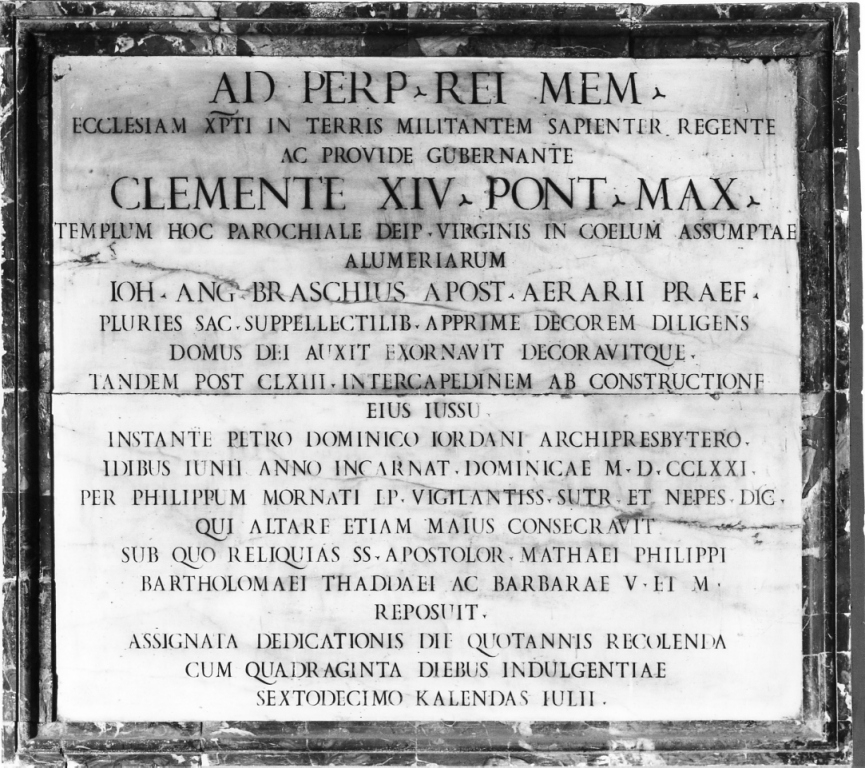 AD PERP. REI MEM.
ECCLESIAM XPTI IN TERRIS MILITANTEM SAPIENTER REGENTE
AC PROVIDE GUBERNANTE
CLEMENTE XIV. PONT. MAX.
TEMPLUM HOC PAROCHIALE DEIP. VIRGINIS IN COELUM ASSUMPTAE
ALUMERIARUM
IOH. ANG. BRASCHIUS APOST. AERARII PRAEF.
PLURIES SAC. SUPPELLECTILIB. APPRIME DECOREM DILIGENS
DOMUS DEI AUXIT EXORNAVIT DECORAVITQUE.
TANDEM POST CLXIII. INTERCAPEDINEM AB CONSTRUCTIONE
EIUS IUSSU
INSTANTE PETRO DOMINICO IORDANI ARCHIPRESBYTERO.
IDIBUS IUNII ANNO INCARNAT. DOMINICAE M. D. CCLXXI.
PER PHILIPPUM MORNATI EP. VIGILANTISS. SUTR. ET NEPES. DIC.
QUI ALTARE ETIAM MAIUS CONSECRAVIT
SUB QUO RELIQUIAS SS. APOSTOLOR. MATHAEI PHILIPPI
BARTHOLOMAEI THADDAEI AC BARBARAE V. ET M.
REPOSUIT.
ASSIGNATA DEDICATIONIS DIE QUOTANNIS RECOLENDA
CUM QUADRAGINTA DIEBUS INDULGENTIAE
SEXTODECIMO KALENDAS IULII.